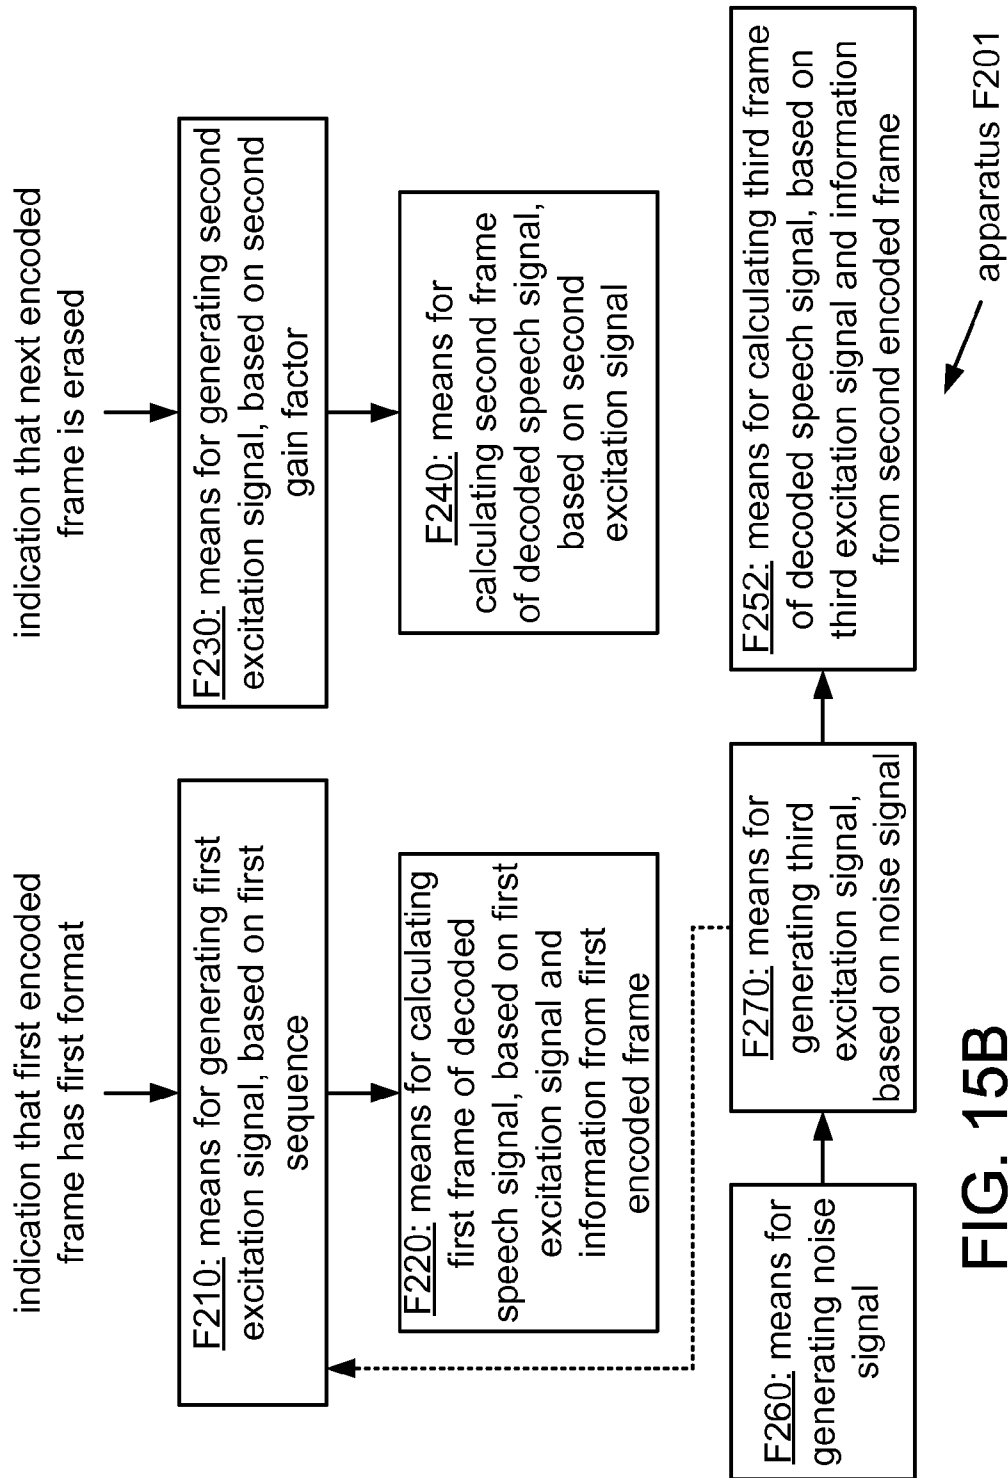 indication that first encoded
frame has first format
F210: means for generating first
excitation signal, based on first
sequence
F220: means for calculating
first frame of decoded
speech signal, based on first
excitation signal and
information from first
encoded frame
indication that next encoded
frame is erased
F230: means for generating second
excitation signal, based on second
gain factor
F240: means for
calculating second frame
of decoded speech signal,
based on second
excitation signal
F260: means for
generating noise
signal
F270: means for
generating third
excitation signal,
based on noise signal
F252: means for calculating third frame
of decoded speech signal, based on
third excitation signal and information
from second encoded frame
apparatus F201
FIG. 15B